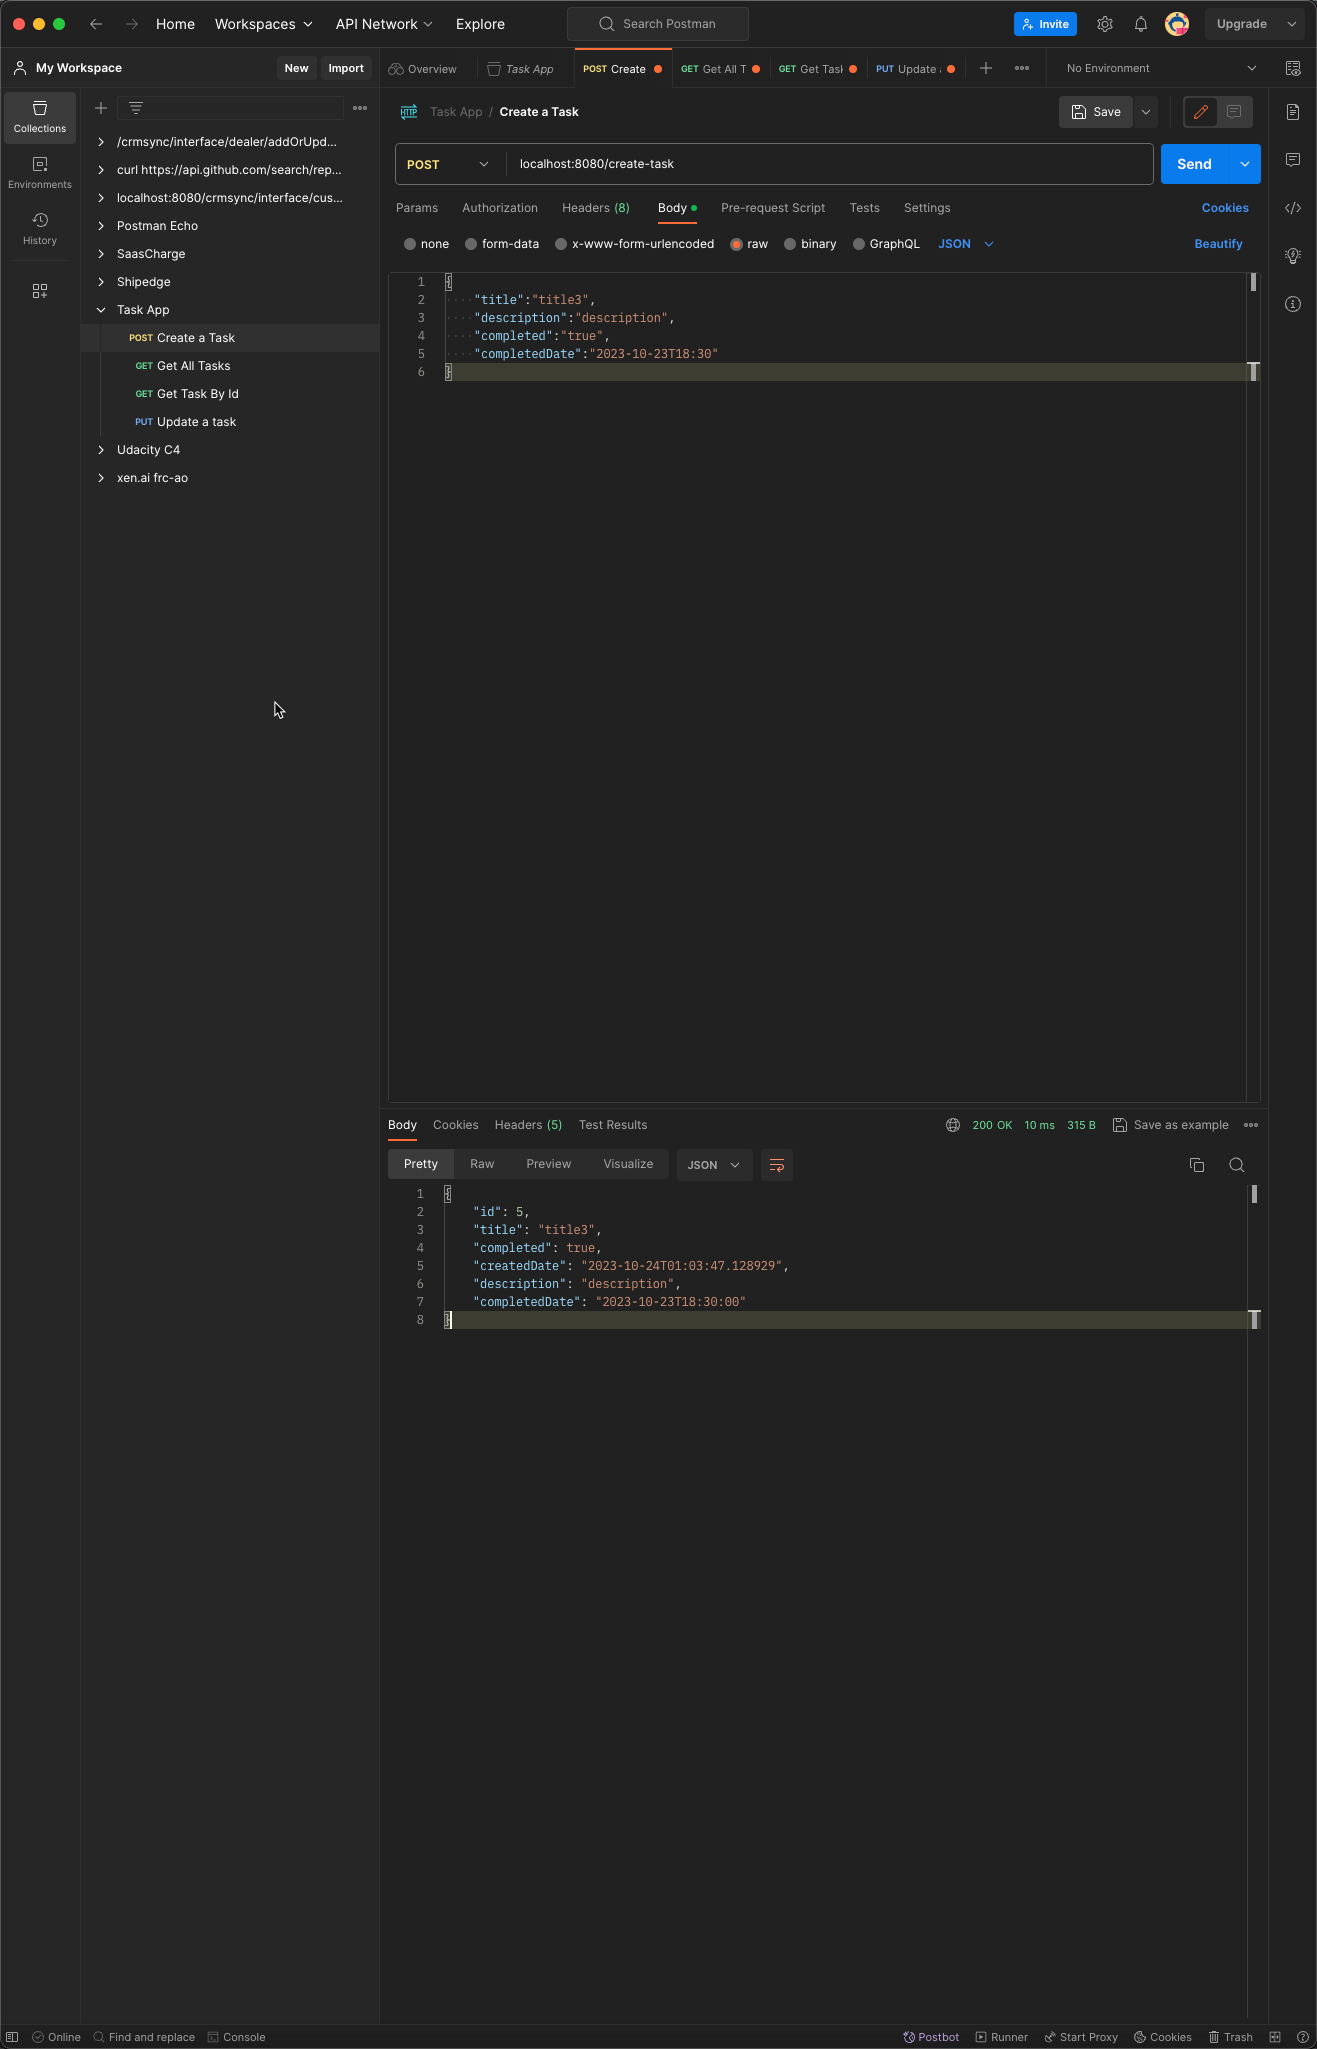 Home Workspaces API Network Explore Search Postman Invite Upgrade
My Workspace New Import Overview Task App POST Create GET Get All T GET Get Task PUT Update No Environment
Collections
Environments
History
/crmsync/interface/dealer/addOrUpd...
curl https://api.github.com/search/rep...
localhost:8080/crmsync/interface/cus...
Postman Echo
SaasCharge
Shipedge
Task App
POST Create a Task
GET Get All Tasks
GET Get Task By Id
PUT Update a task
Udacity C4
xen.ai frc-ao
HTTP Task App / Create a Task Save
POST localhost:8080/create-task Send
Params Authorization Headers (8) Body Pre-request Script Tests Settings Cookies
none form-data x-www-form-urlencoded raw binary GraphQL JSON Beautify
1 {
2 ····"title":"title3",
3 ····"description":"description",
4 ····"completed":"true",
5 ····"completedDate":"2023-10-23T18:30"
6 }
Body Cookies Headers (5) Test Results 200 OK 10 ms 315 B Save as example
Pretty Raw Preview Visualize JSON
1 {
2 "id": 5,
3 "title": "title3",
4 "completed": true,
5 "createdDate": "2023-10-24T01:03:47.128929",
6 "description": "description",
7 "completedDate": "2023-10-23T18:30:00"
8 }
Online Find and replace Console Postbot Runner Start Proxy Cookies Trash